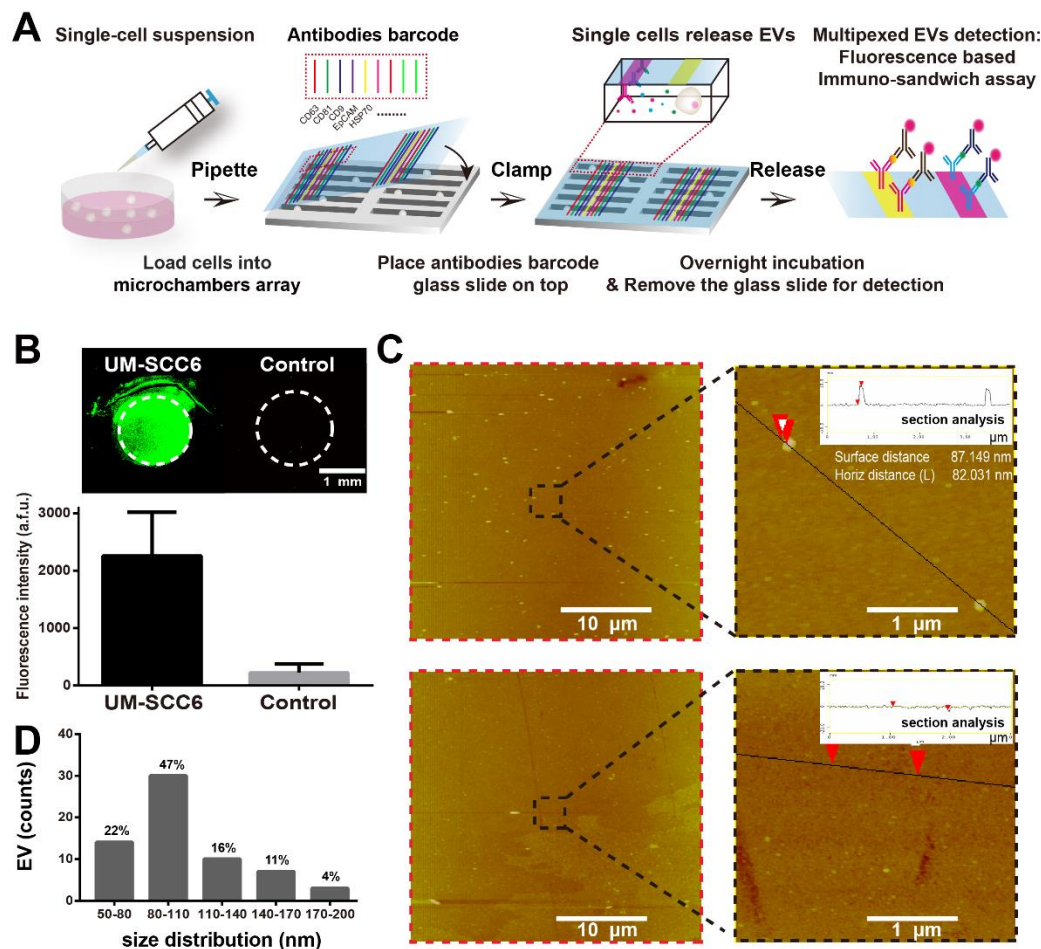 A
Single-cell suspension
Antibodies barcode
Single cells release EVs
Multipexed EVs detection:
Fluorescence based
Immuno-sandwich assay
CD63
CD81
CD9
EpCAM
HSP70
Pipette
Clamp
Release
Load cells into
microchambers array
Place antibodies barcode
glass slide on top
Overnight incubation
& Remove the glass slide for detection
B
UM-SCC6
Control
1 mm
Fluorescence intensity (a.f.u.)
3000
2000
1000
0
UM-SCC6
Control
C
10 µm
section analysis
µm
Surface distance 87.149 nm
Horiz distance (L) 82.031 nm
1 µm
10 µm
section analysis
µm
1 µm
D
EV (counts)
40
30
20
10
0
22%
47%
16%
11%
4%
50-80
80-110
110-140
140-170
170-200
size distribution (nm)